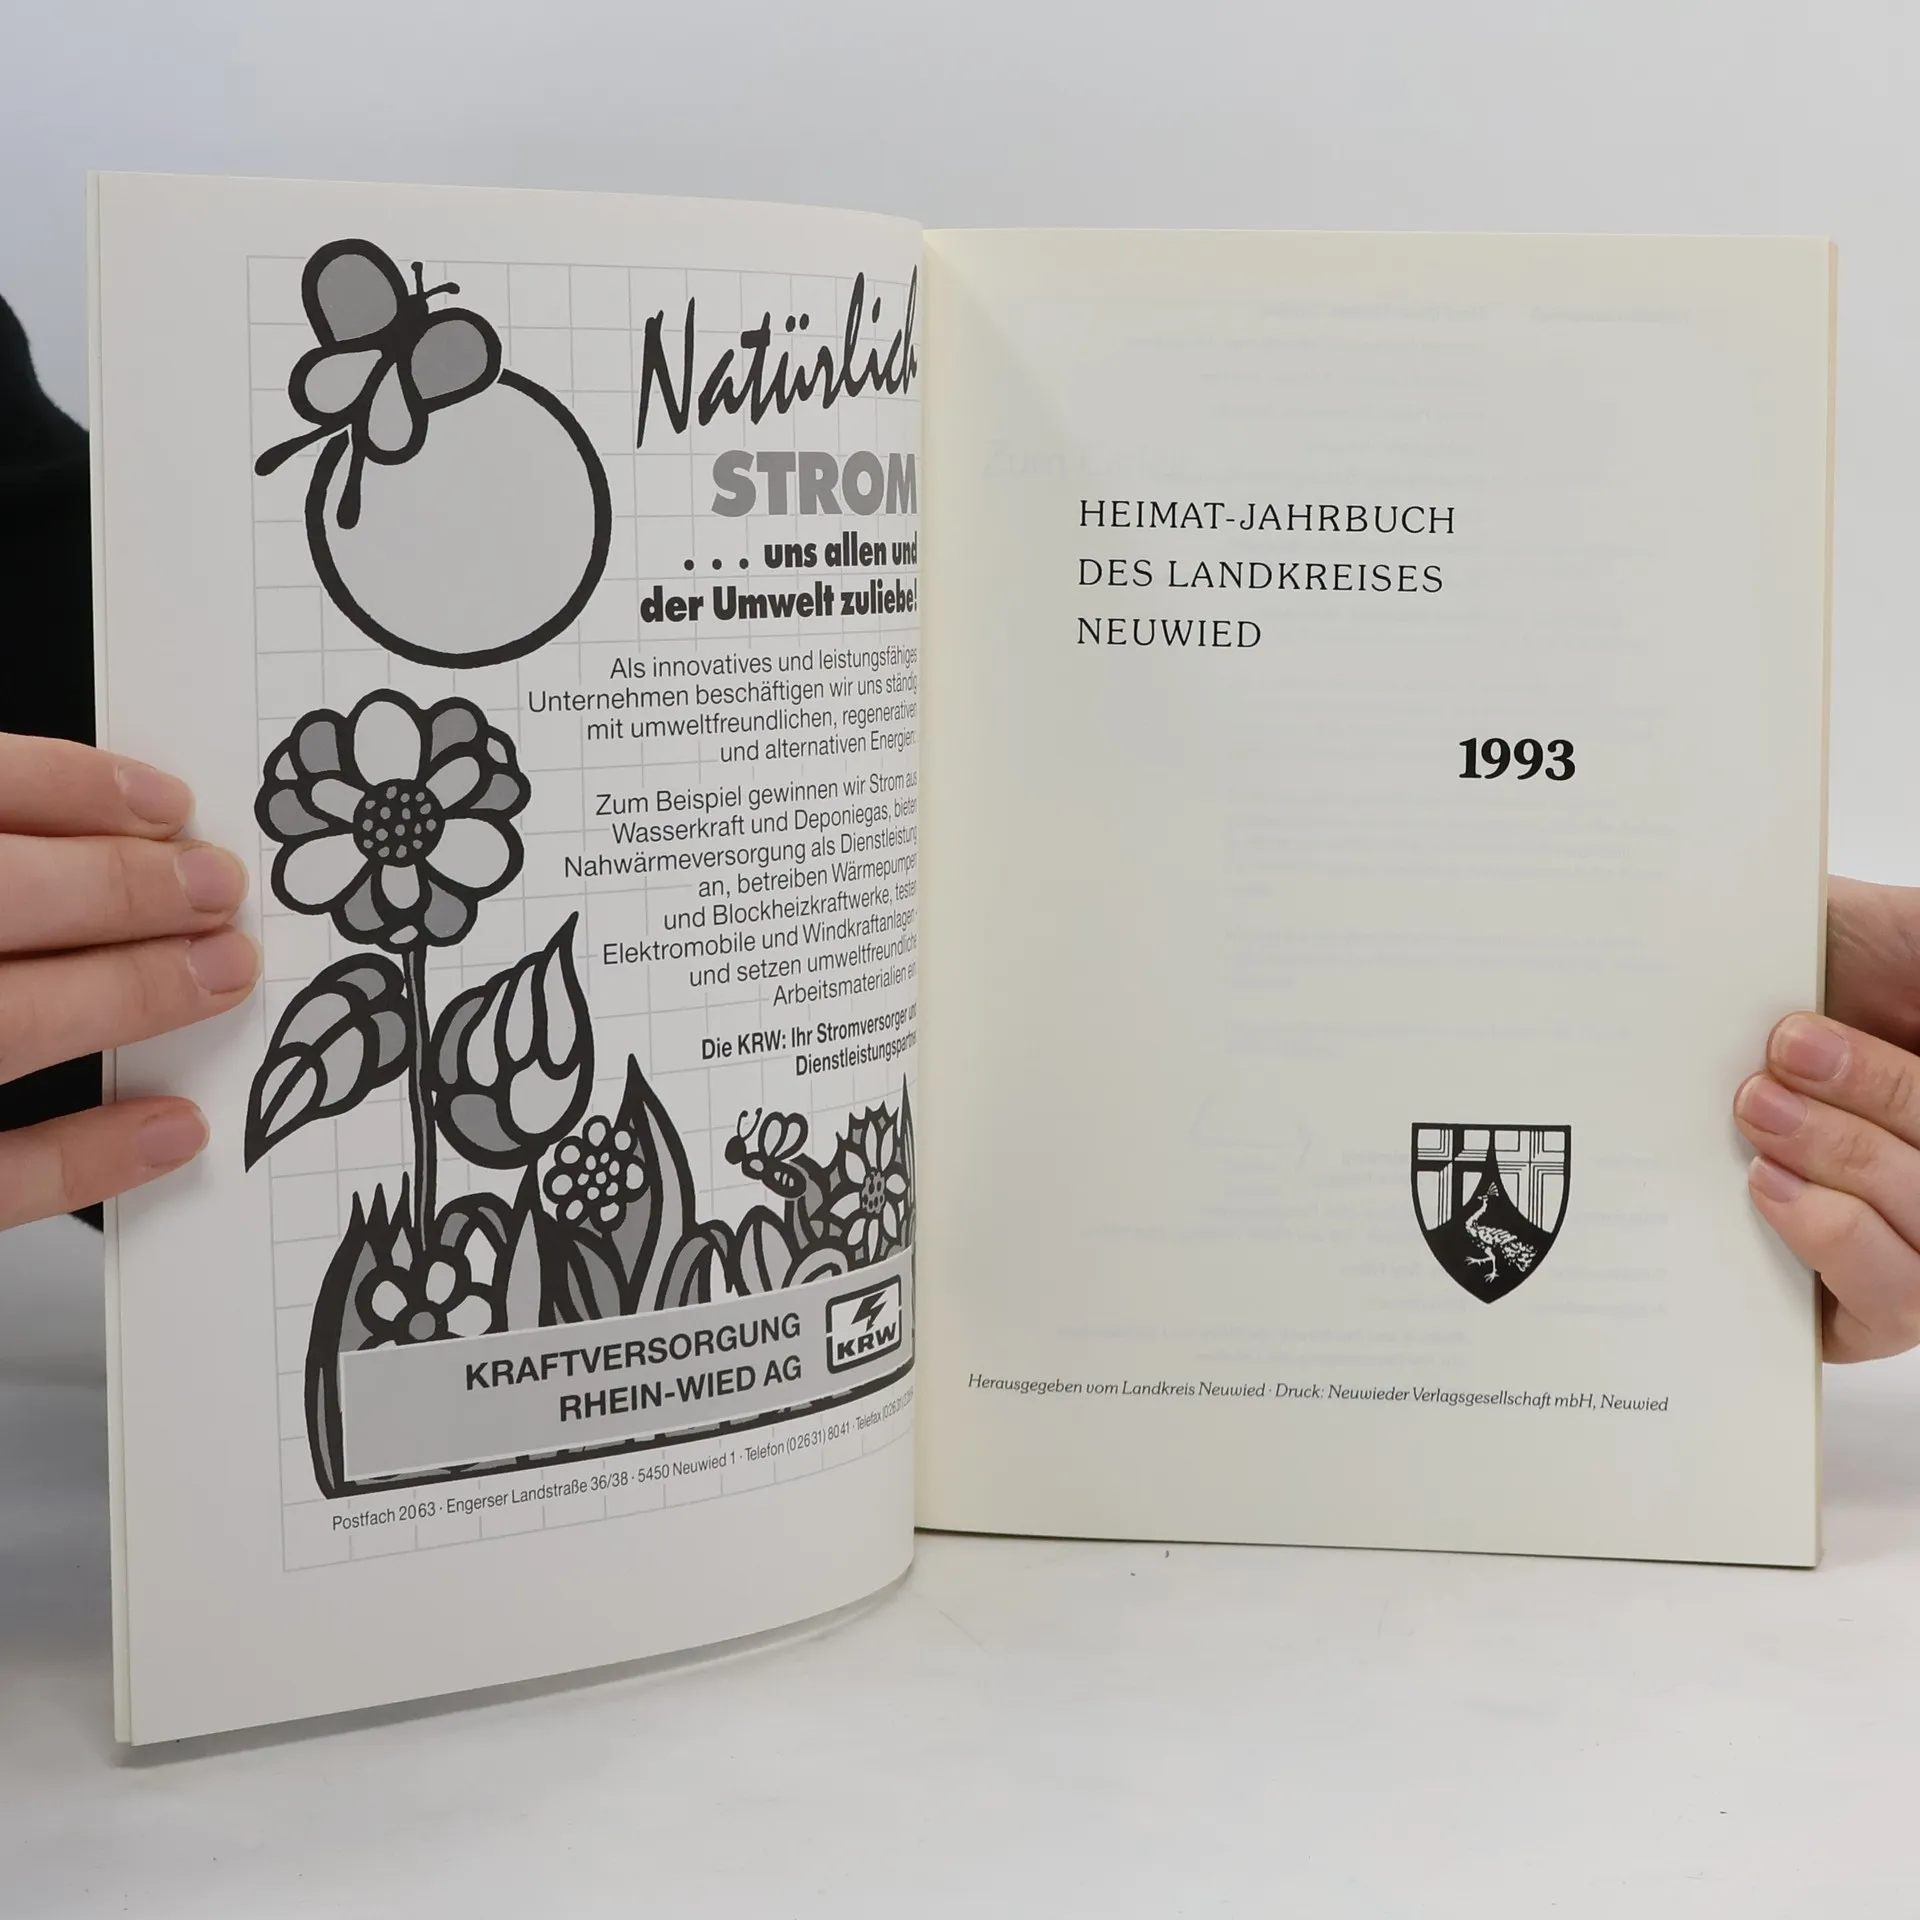 Natürlich
STROM
. . . uns allen und
der Umwelt zuliebe!
Als innovatives und leistungsfähiges
Unternehmen beschäftigen wir uns ständig
mit umweltfreundlichen, regenerativen
und alternativen Energien:
Zum Beispiel gewinnen wir Strom aus
Wasserkraft und Deponiegas, bieten
Nahwärmeversorgung als Dienstleistung
an, betreiben Wärmepumpen
und Blockheizkraftwerke, testen
Elektromobile und Windkraftanlagen -
und setzen umweltfreundliche
Arbeitsmaterialien ein.
Die KRW: Ihr Stromversorger und
Dienstleistungspartner
KRAFTVERSORGUNG
RHEIN-WIED AG
KRW
Postfach 2063 · Engerser Landstraße 36/38 · 5450 Neuwied 1 · Telefon (02631) 8041 · Telefax
HEIMAT-JAHRBUCH
DES LANDKREISES
NEUWIED
1993
Herausgegeben vom Landkreis Neuwied · Druck: Neuwieder Verlagsgesellschaft mbH, Neuwied